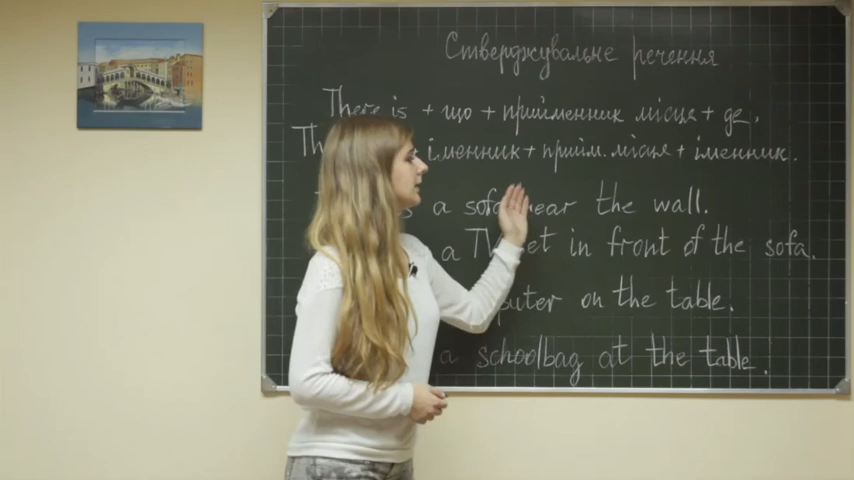 Стверджувальне речення
There is + що + прийменник місця + де.
іменник + прийм. місця + іменник.
a sofa near the wall.
a TV set in front of the sofa.
on the table.
a schoolbag at the table.